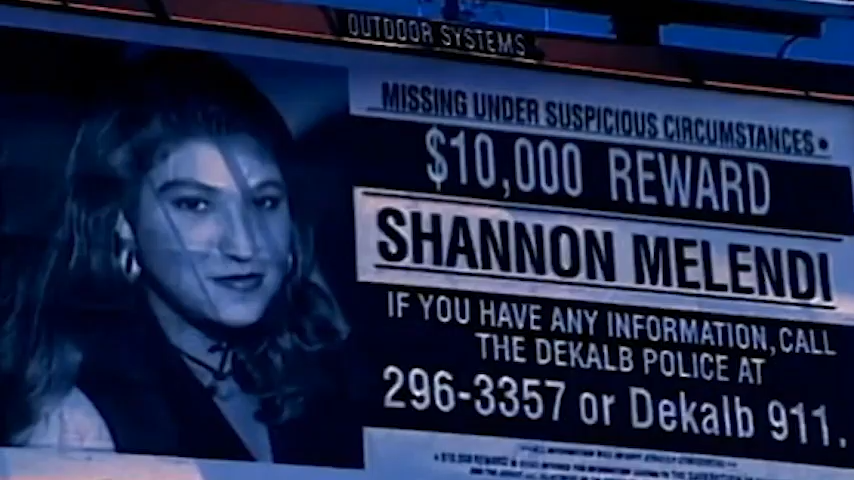 OUTDOOR SYSTEMS
MISSING UNDER SUSPICIOUS CIRCUMSTANCES•
$10,000 REWARD
SHANNON MELENDI
IF YOU HAVE ANY INFORMATION, CALL
THE DEKALB POLICE AT
296-3357 or Dekalb 911.